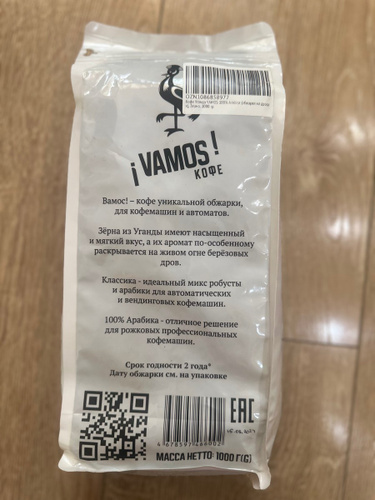 OZN1086858977
¡VAMOS!
КОФЕ
Вамос! – кофе уникальной обжарки,
для кофемашин и автоматов.
Зёрна из Уганды имеют насыщенный
и мягкий вкус, а их аромат по-особенному
раскрывается на живом огне берёзовых
дров.
Классика - идеальный микс робусты
и арабики для автоматических
и вендинговых кофемашин.
100% Арабика - отличное решение
для рожковых профессиональных
кофемашин.
Срок годности 2 года*
Дату обжарки см. на упаковке
EAC
МАССА НЕТТО: 1000 Г(G)